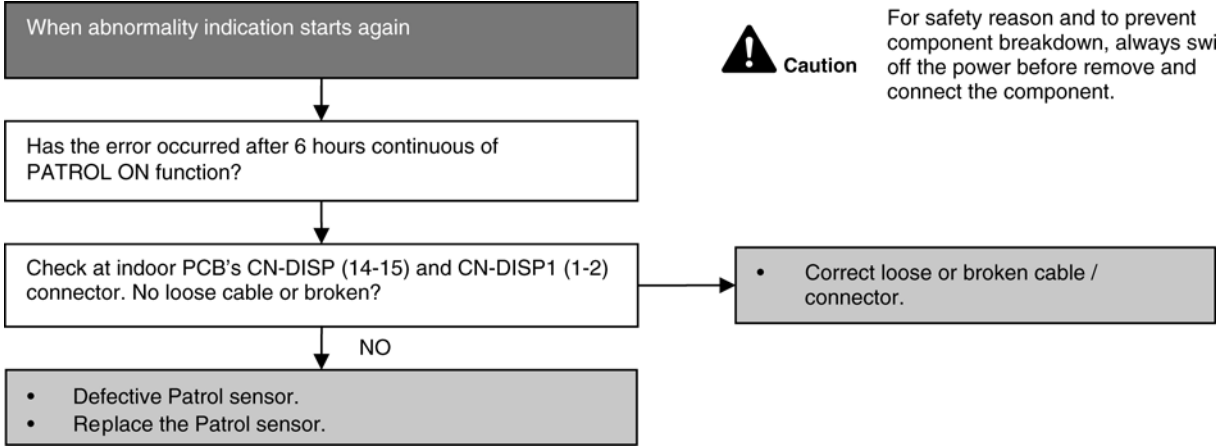 When abnormality indication starts again
Caution
For safety reason and to prevent
component breakdown, always swi
off the power before remove and
connect the component.
Has the error occurred after 6 hours continuous of
PATROL ON function?
Check at indoor PCB's CN-DISP (14-15) and CN-DISP1 (1-2)
connector. No loose cable or broken?
• Correct loose or broken cable /
connector.
NO
• Defective Patrol sensor.
• Replace the Patrol sensor.